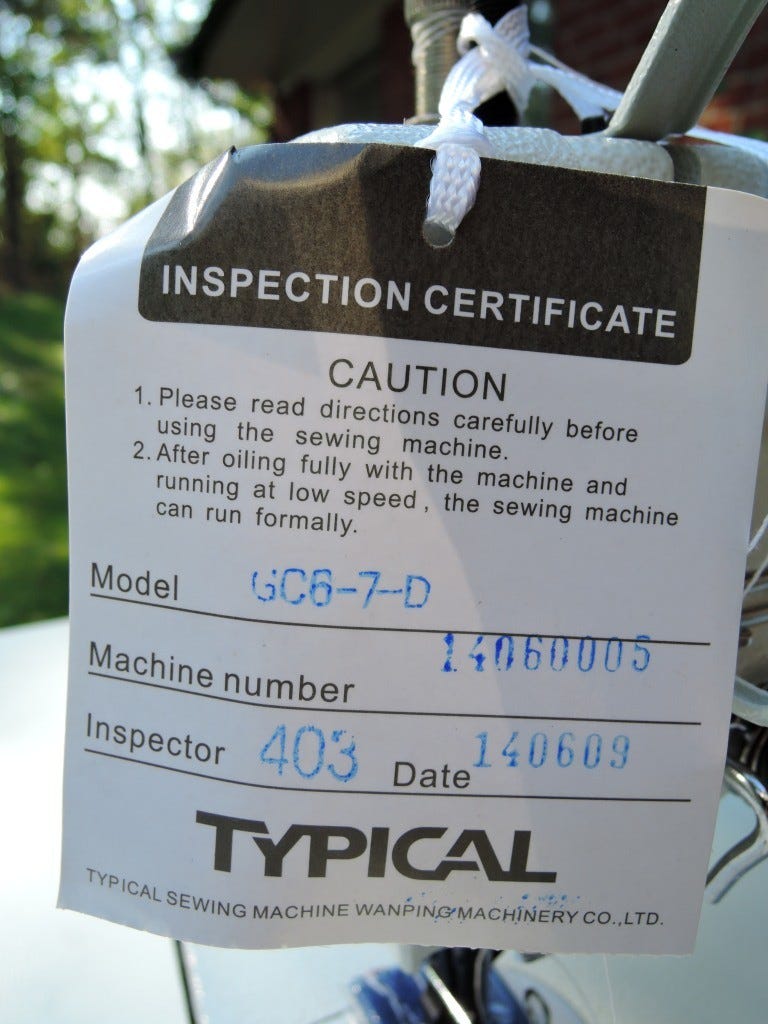 INSPECTION CERTIFICATE
CAUTION
1. Please read directions carefully before
using the sewing machine.
2. After oiling fully with the machine and
running at low speed, the sewing machine
can run formally.
Model GC6-7-D
Machine number 14060005
Inspector 403 Date 140609
TYPICAL
TYPICAL SEWING MACHINE WANPING MACHINERY CO.,LTD.